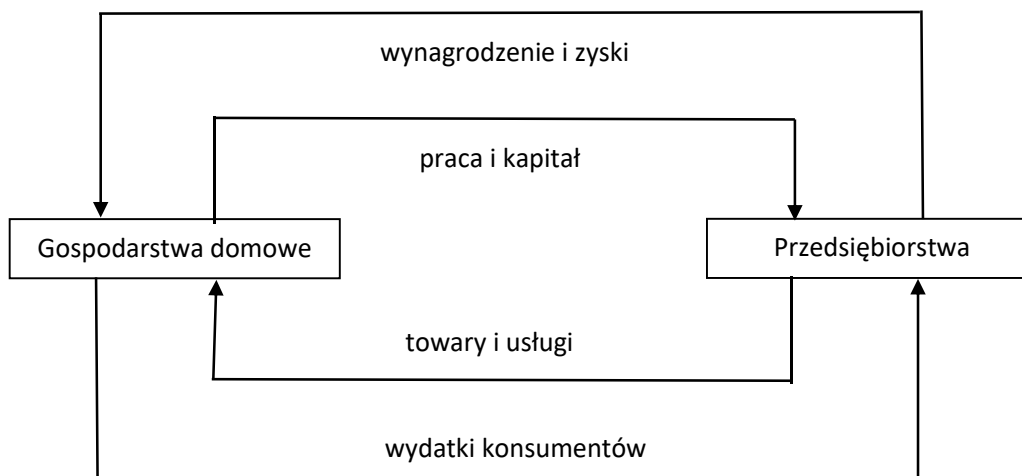 wynagrodzenie i zyski
praca i kapitał
Gospodarstwa domowe
Przedsiębiorstwa
towary i usługi
wydatki konsumentów